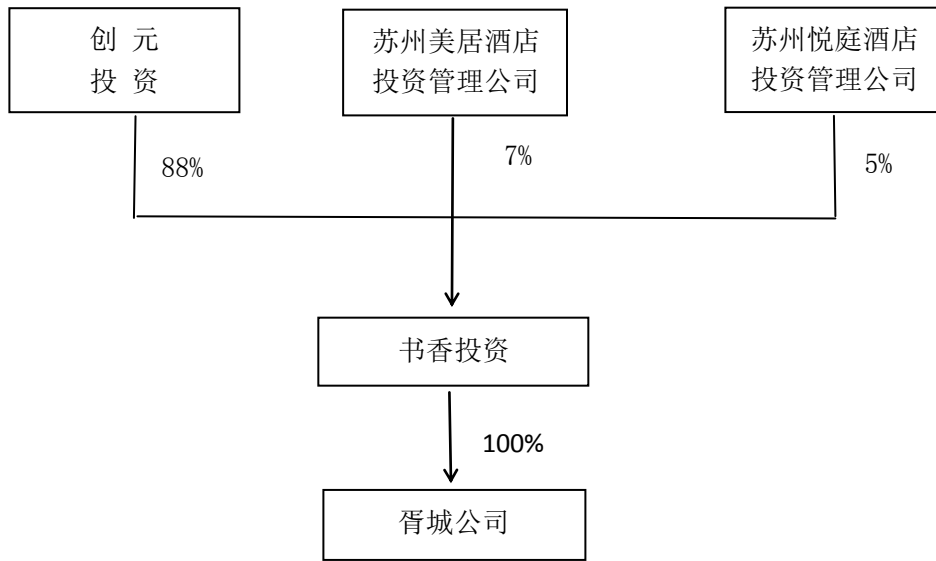 创 元
投 资
苏州美居酒店
投资管理公司
苏州悦庭酒店
投资管理公司
88%
7%
5%
书香投资
100%
胥城公司